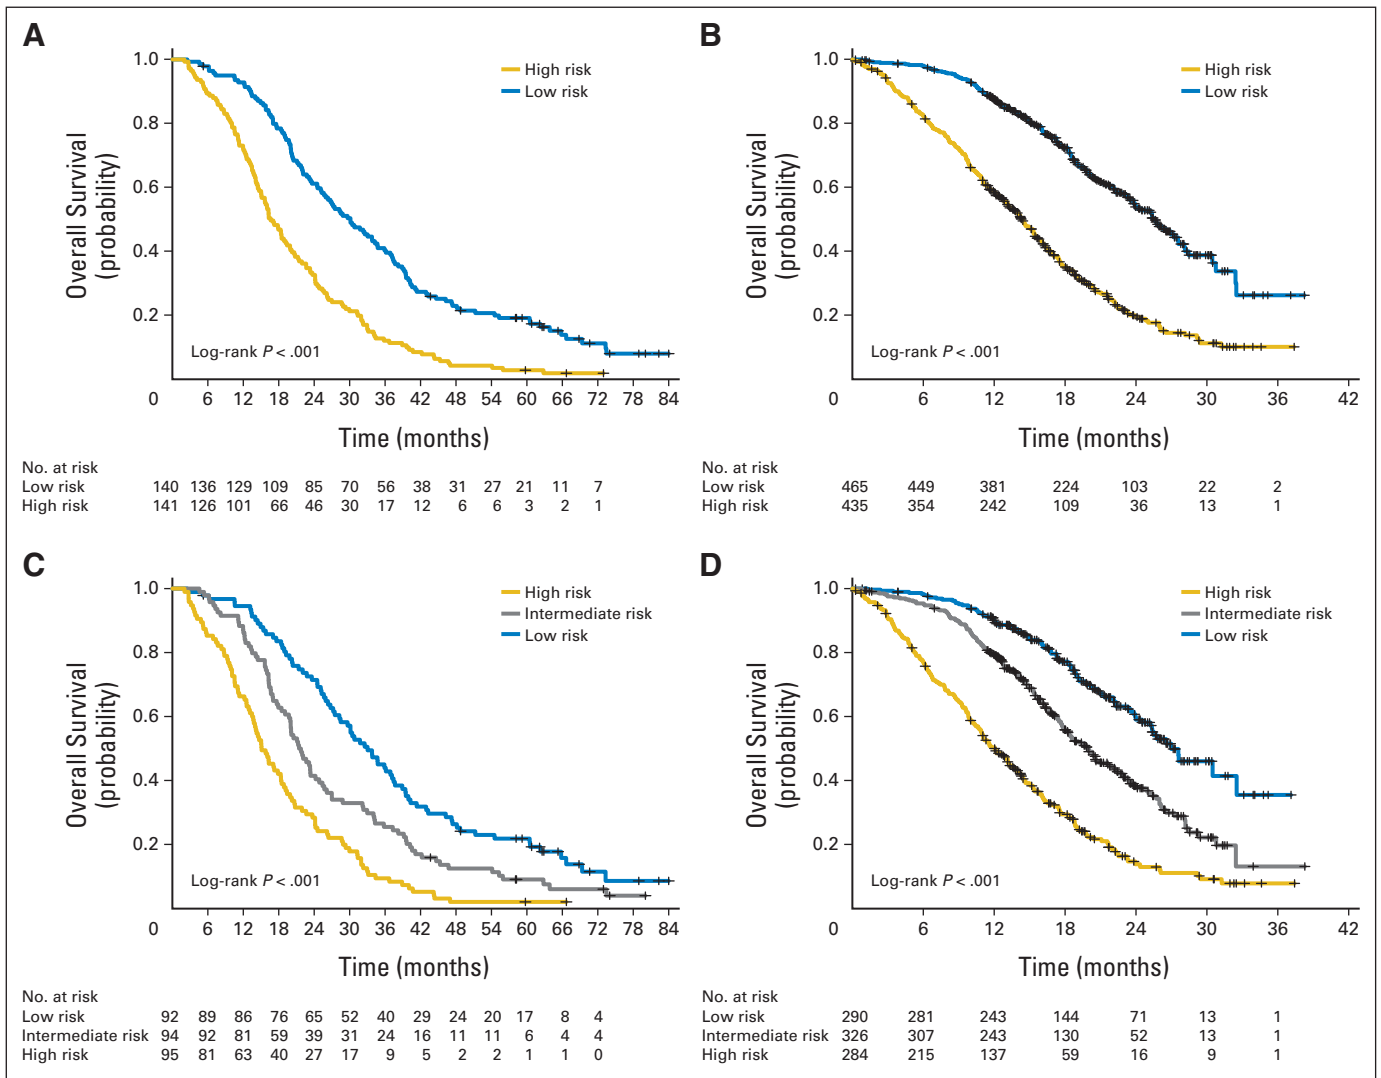 A
Overall Survival
(probability)
1.0
0.8
0.6
0.4
0.2
High risk
Low risk
Log-rank P < .001
0 6 12 18 24 30 36 42 48 54 60 66 72 78 84
Time (months)
No. at risk
Low risk 140 136 129 109 85 70 56 38 31 27 21 11 7
High risk 141 126 101 66 46 30 17 12 6 6 3 2 1
B
Overall Survival
(probability)
1.0
0.8
0.6
0.4
0.2
High risk
Low risk
Log-rank P < .001
0 6 12 18 24 30 36 42
Time (months)
No. at risk
Low risk 465 449 381 224 103 22 2
High risk 435 354 242 109 36 13 1
C
Overall Survival
(probability)
1.0
0.8
0.6
0.4
0.2
High risk
Intermediate risk
Low risk
Log-rank P < .001
0 6 12 18 24 30 36 42 48 54 60 66 72 78 84
Time (months)
No. at risk
Low risk 92 89 86 76 65 52 40 29 24 20 17 8 4
Intermediate risk 94 92 81 59 39 31 24 16 11 11 6 4 4
High risk 95 81 63 40 27 17 9 5 2 2 1 1 0
D
Overall Survival
(probability)
1.0
0.8
0.6
0.4
0.2
High risk
Intermediate risk
Low risk
Log-rank P < .001
0 6 12 18 24 30 36 42
Time (months)
No. at risk
Low risk 290 281 243 144 71 13 1
Intermediate risk 326 307 243 130 52 13 1
High risk 284 215 137 59 16 9 1